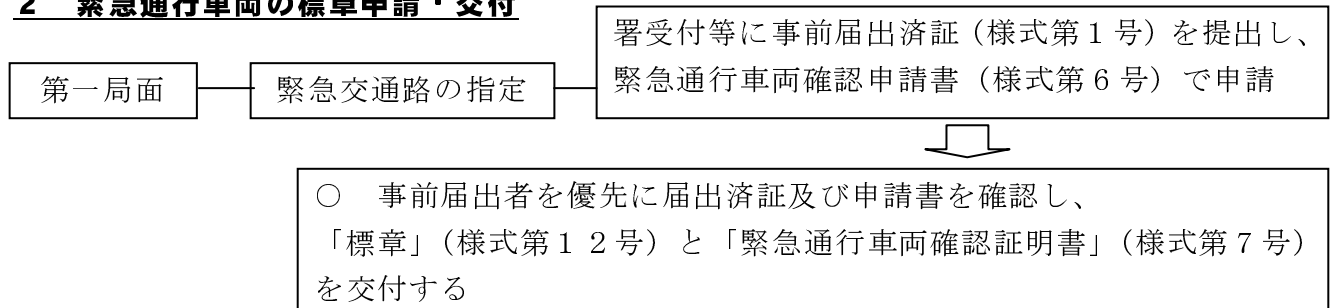 ２　緊急通行車両の標章申請・交付
署受付等に事前届出済証（様式第１号）を提出し、
緊急通行車両確認申請書（様式第６号）で申請
第一局面
緊急交通路の指定
○　事前届出者を優先に届出済証及び申請書を確認し、
「標章」（様式第１２号）と「緊急通行車両確認証明書」（様式第７号）
を交付する